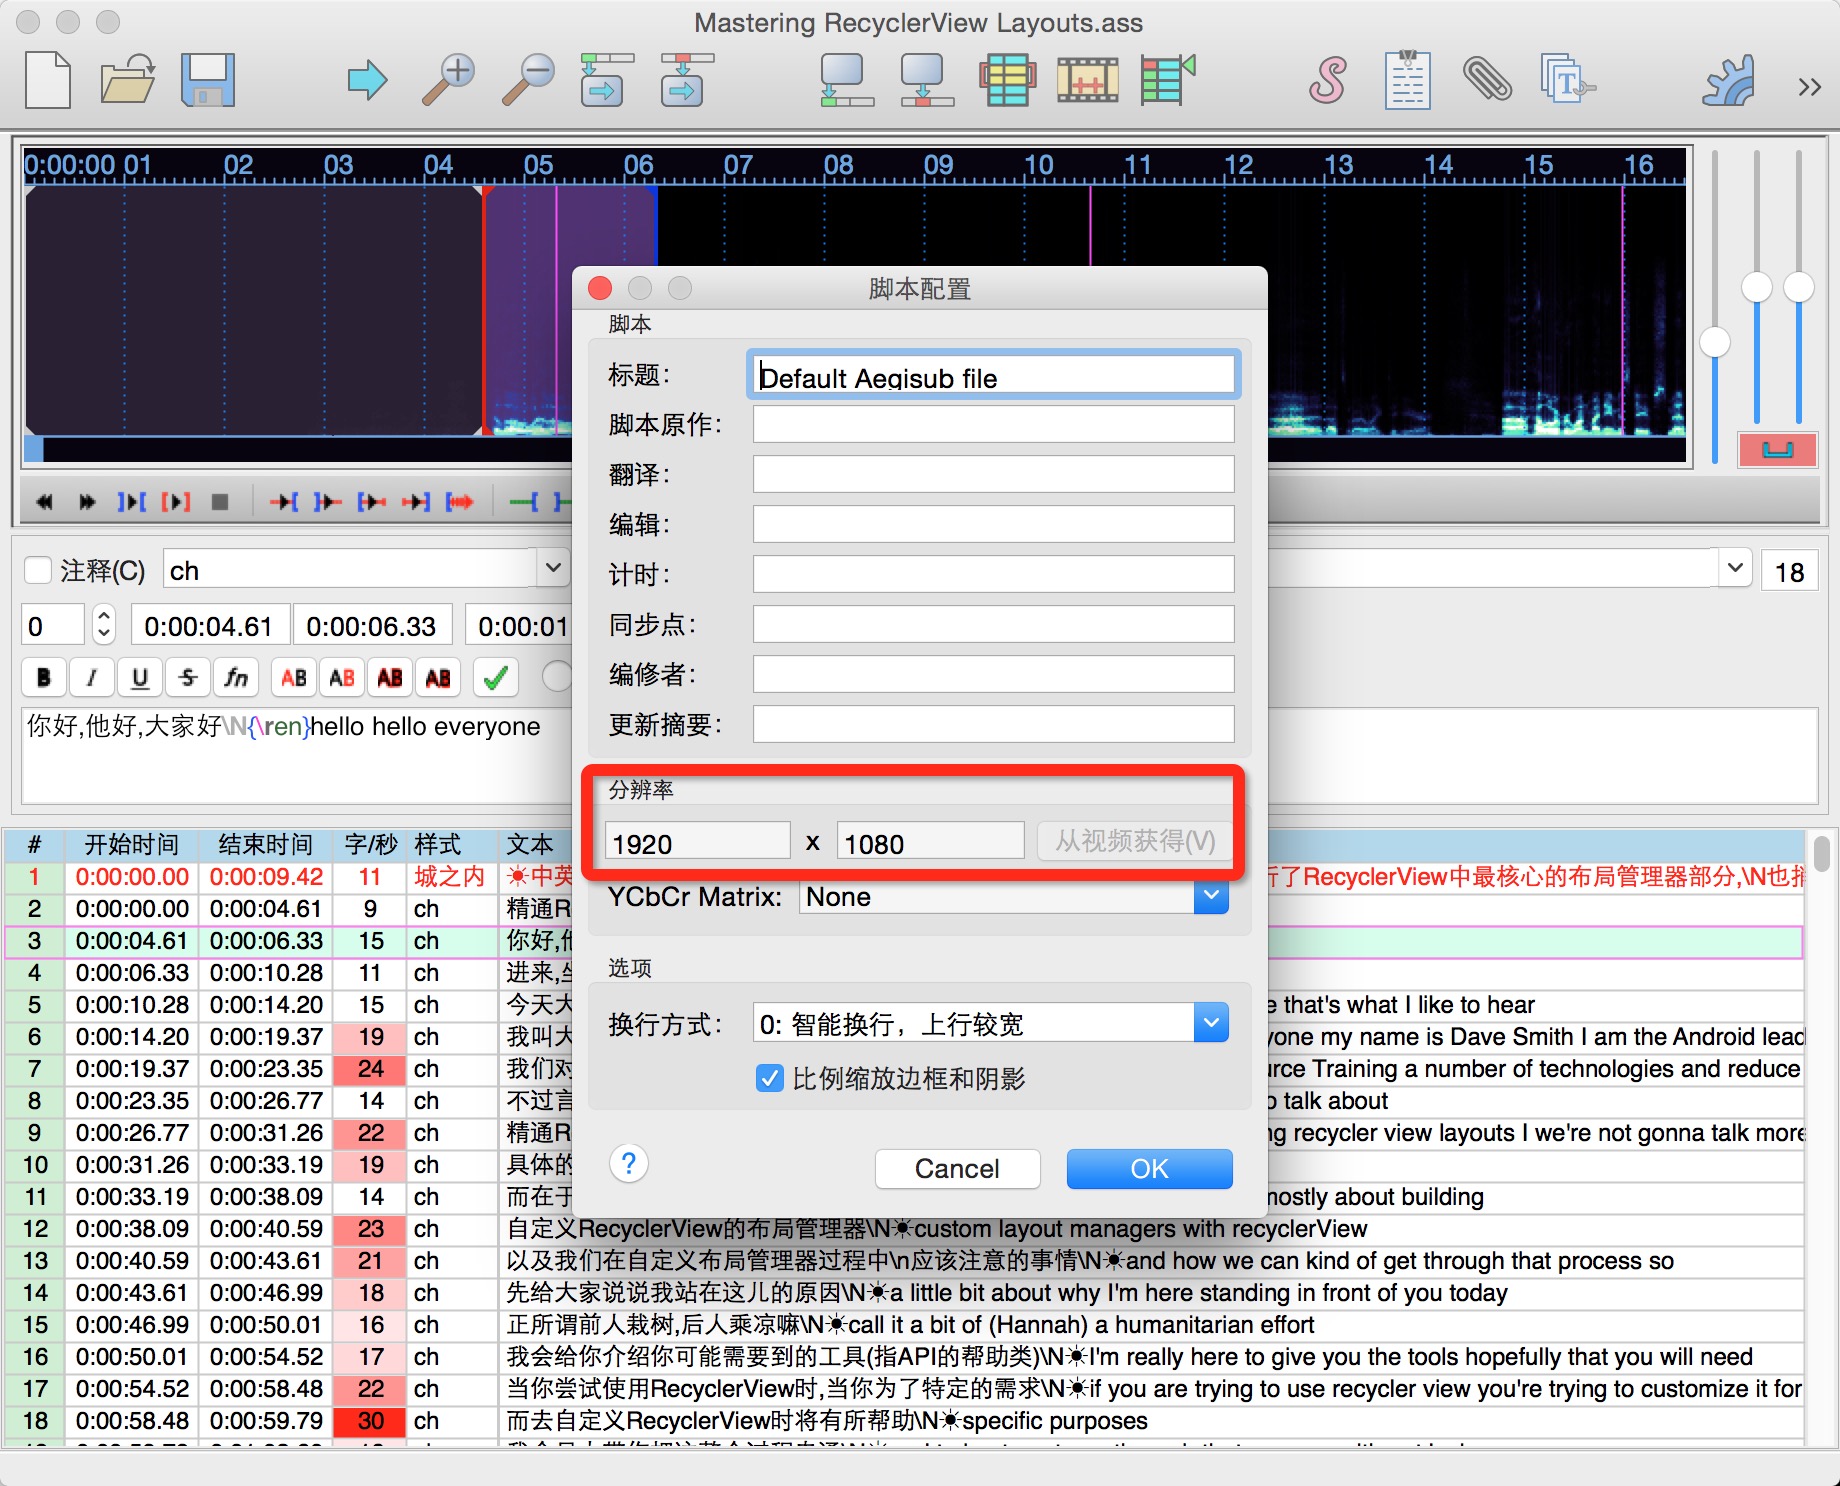 Mastering RecyclerView Layouts.ass
0:00:00 01 02 03 04 05 06 07 08 09 10 11 12 13 14 15 16
脚本配置
脚本
标题: Default Aegisub file
脚本原作:
翻译:
编辑:
计时:
同步点:
编修者:
更新摘要:
分辨率
1920 x 1080 从视频获得(V)
YCbCr Matrix: None
选项
换行方式: 0: 智能换行，上行较宽
比例缩放边框和阴影
? Cancel OK
注释(C) ch 18
0 0:00:04.61 0:00:06.33 0:00:01
B I U S fn AB AB AB AB
你好,他好,大家好\N{\ren}hello hello everyone
# 开始时间 结束时间 字/秒 样式 文本
1 0:00:00.00 0:00:09.42 11 城之内 ☀中英 了RecyclerView中最核心的布局管理器部分,\N也
2 0:00:00.00 0:00:04.61 9 ch 精通R
3 0:00:04.61 0:00:06.33 15 ch 你好,
4 0:00:06.33 0:00:10.28 11 ch 进来,
5 0:00:10.28 0:00:14.20 15 ch 今天大 e that's what I like to hear
6 0:00:14.20 0:00:19.37 19 ch 我叫大 yone my name is Dave Smith I am the Android lead
7 0:00:19.37 0:00:23.35 24 ch 我们对 urce Training a number of technologies and reduce
8 0:00:23.35 0:00:26.77 14 ch 不过言 o talk about
9 0:00:26.77 0:00:31.26 22 ch 精通R ng recycler view layouts I we're not gonna talk more
10 0:00:31.26 0:00:33.19 19 ch 具体的
11 0:00:33.19 0:00:38.09 14 ch 而在于 mostly about building
12 0:00:38.09 0:00:40.59 23 ch 自定义RecyclerView的布局管理器\N☀custom layout managers with recyclerView
13 0:00:40.59 0:00:43.61 21 ch 以及我们在自定义布局管理器过程中\n应该注意的事情\N☀and how we can kind of get through that process so
14 0:00:43.61 0:00:46.99 18 ch 先给大家说说我站在这儿的原因\N☀a little bit about why I'm here standing in front of you today
15 0:00:46.99 0:00:50.01 16 ch 正所谓前人栽树,后人乘凉嘛\N☀call it a bit of (Hannah) a humanitarian effort
16 0:00:50.01 0:00:54.52 17 ch 我会给你介绍你可能需要到的工具(指API的帮助类)\N☀I'm really here to give you the tools hopefully that you will need
17 0:00:54.52 0:00:58.48 22 ch 当你尝试使用RecyclerView时,当你为了特定的需求\N☀if you are trying to use recycler view you're trying to customize it for
18 0:00:58.48 0:00:59.79 30 ch 而去自定义RecyclerView时将有所帮助\N☀specific purposes